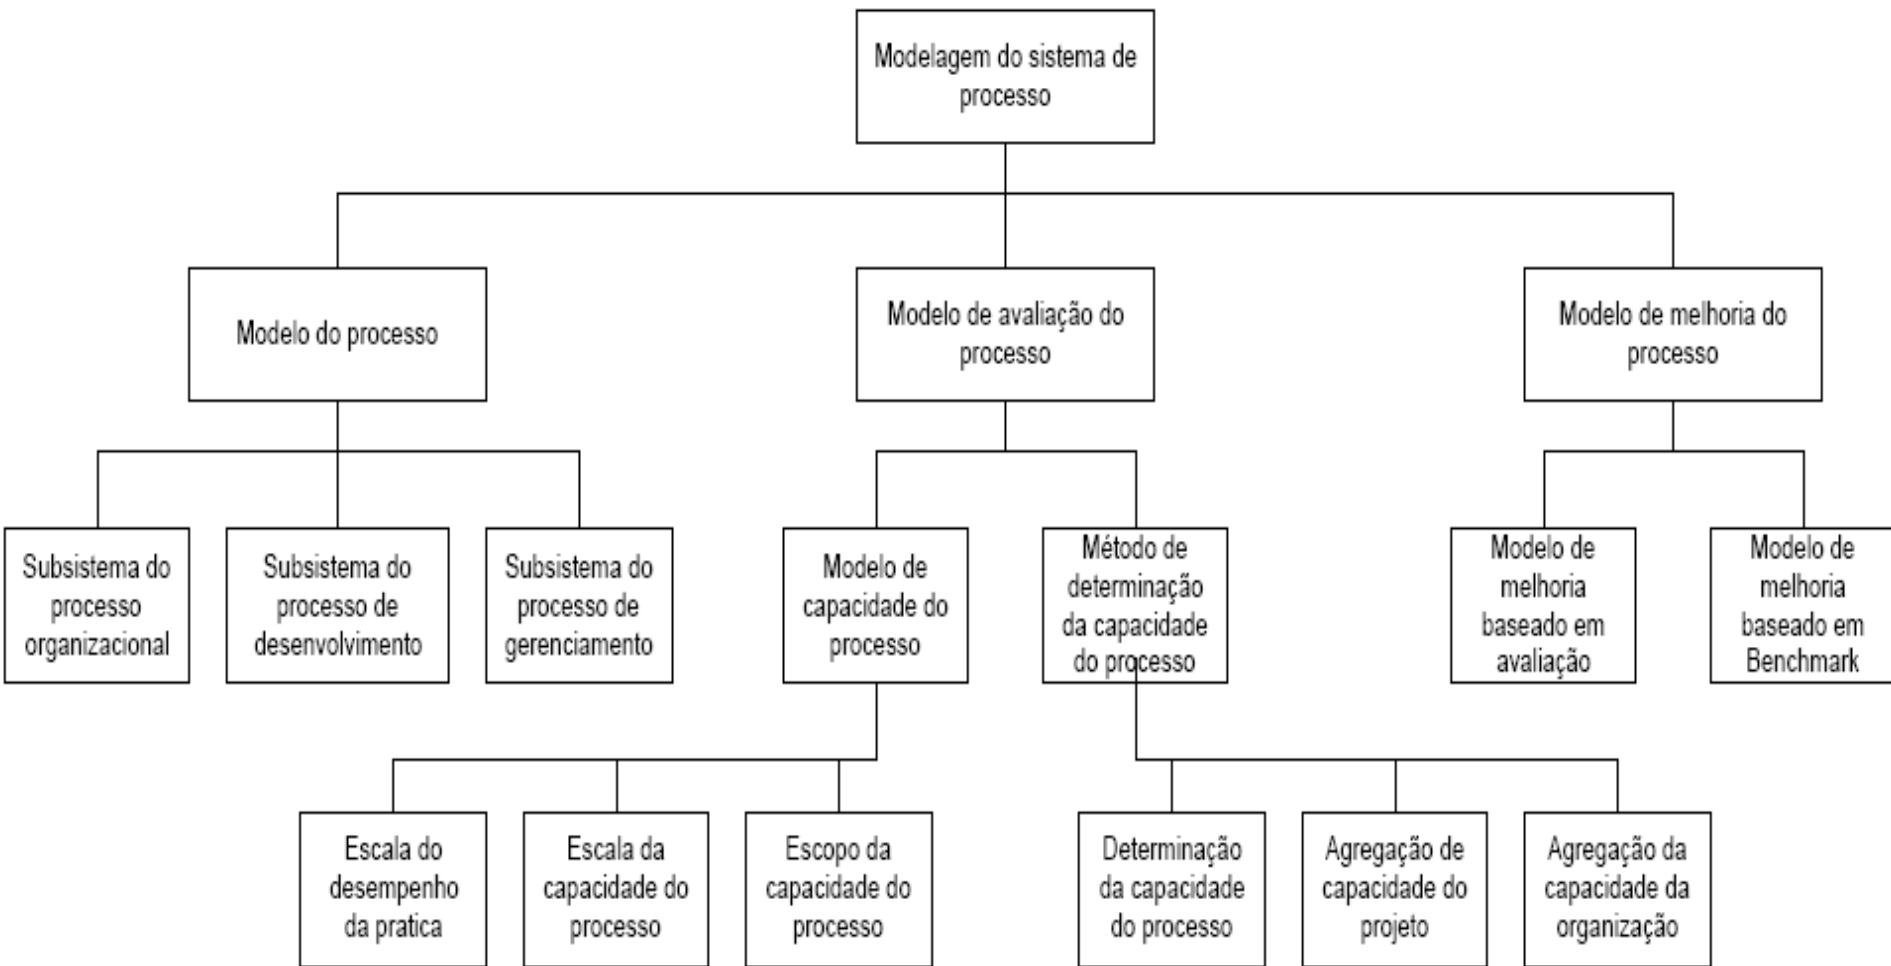 Modelagem do sistema de
processo
Modelo do processo
Modelo de avaliação do
processo
Modelo de melhoria do
processo
Subsistema do
processo
organizacional
Subsistema do
processo de
desenvolvimento
Subsistema do
processo de
gerenciamento
Modelo de
capacidade do
processo
Método de
determinação
da capacidade
do processo
Modelo de
melhoria
baseado em
avaliação
Modelo de
melhoria
baseado em
Benchmark
Escala do
desempenho
da pratica
Escala da
capacidade do
processo
Escopo da
capacidade do
processo
Determinação
da capacidade
do processo
Agregação de
capacidade do
projeto
Agregação da
capacidade da
organização